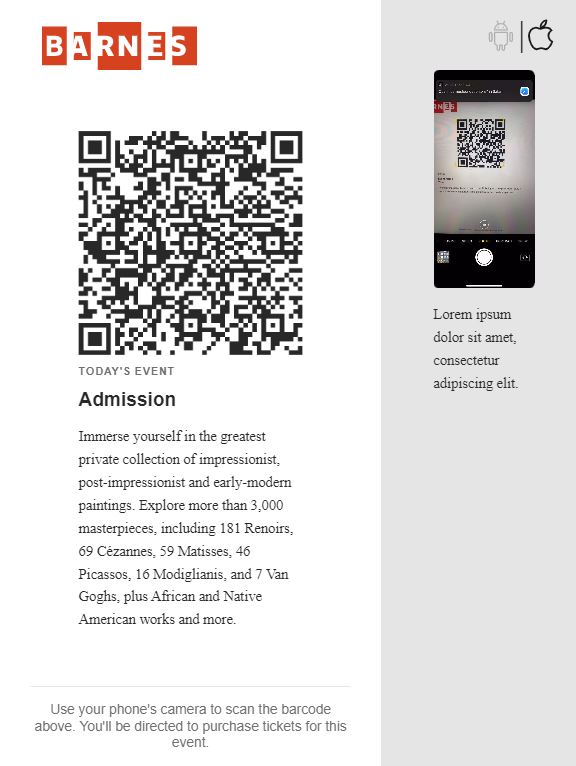 BARNES
TODAY'S EVENT
Admission
Immerse yourself in the greatest
private collection of impressionist,
post-impressionist and early-modern
paintings. Explore more than 3,000
masterpieces, including 181 Renoirs,
69 Cézannes, 59 Matisses, 46
Picassos, 16 Modiglianis, and 7 Van
Goghs, plus African and Native
American works and more.
Use your phone's camera to scan the barcode
above. You'll be directed to purchase tickets for this
event.
Lorem ipsum
dolor sit amet,
consectetur
adipiscing elit.